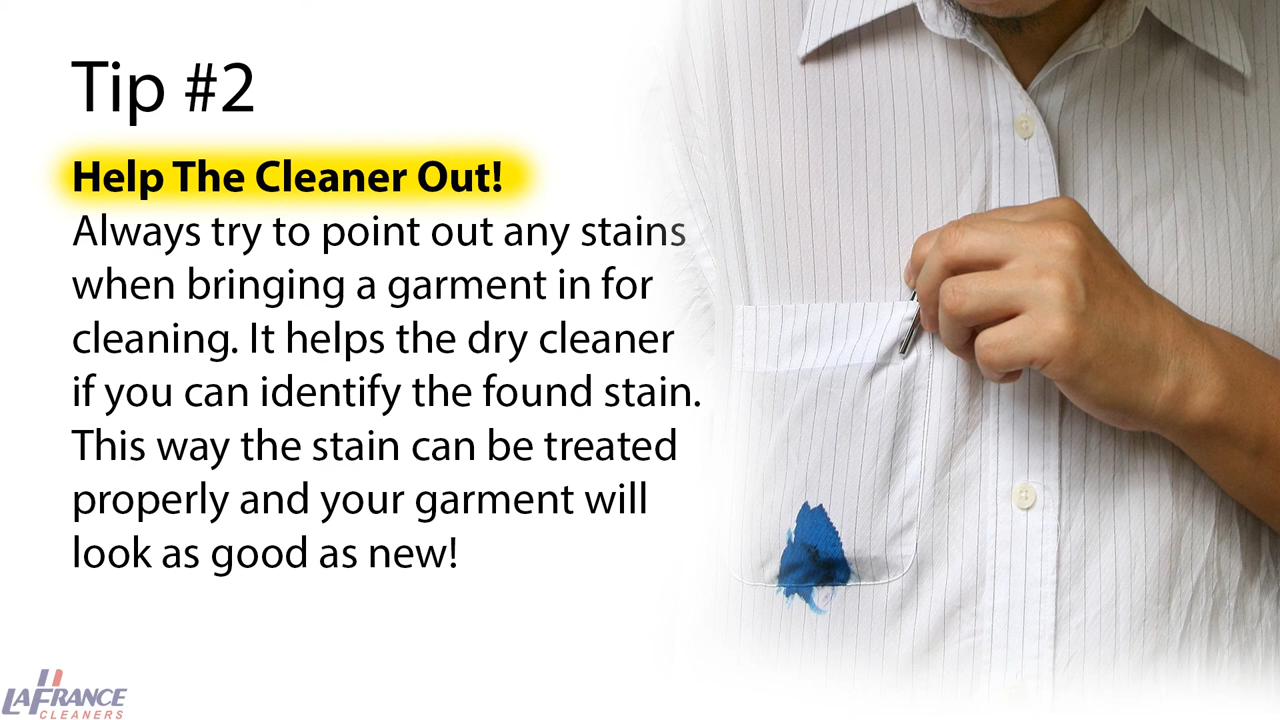 Tip #2
Help The Cleaner Out!
Always try to point out any stains
when bringing a garment in for
cleaning. It helps the dry cleaner
if you can identify the found stain.
This way the stain can be treated
properly and your garment will
look as good as new!
LAFRANCE
CLEANERS